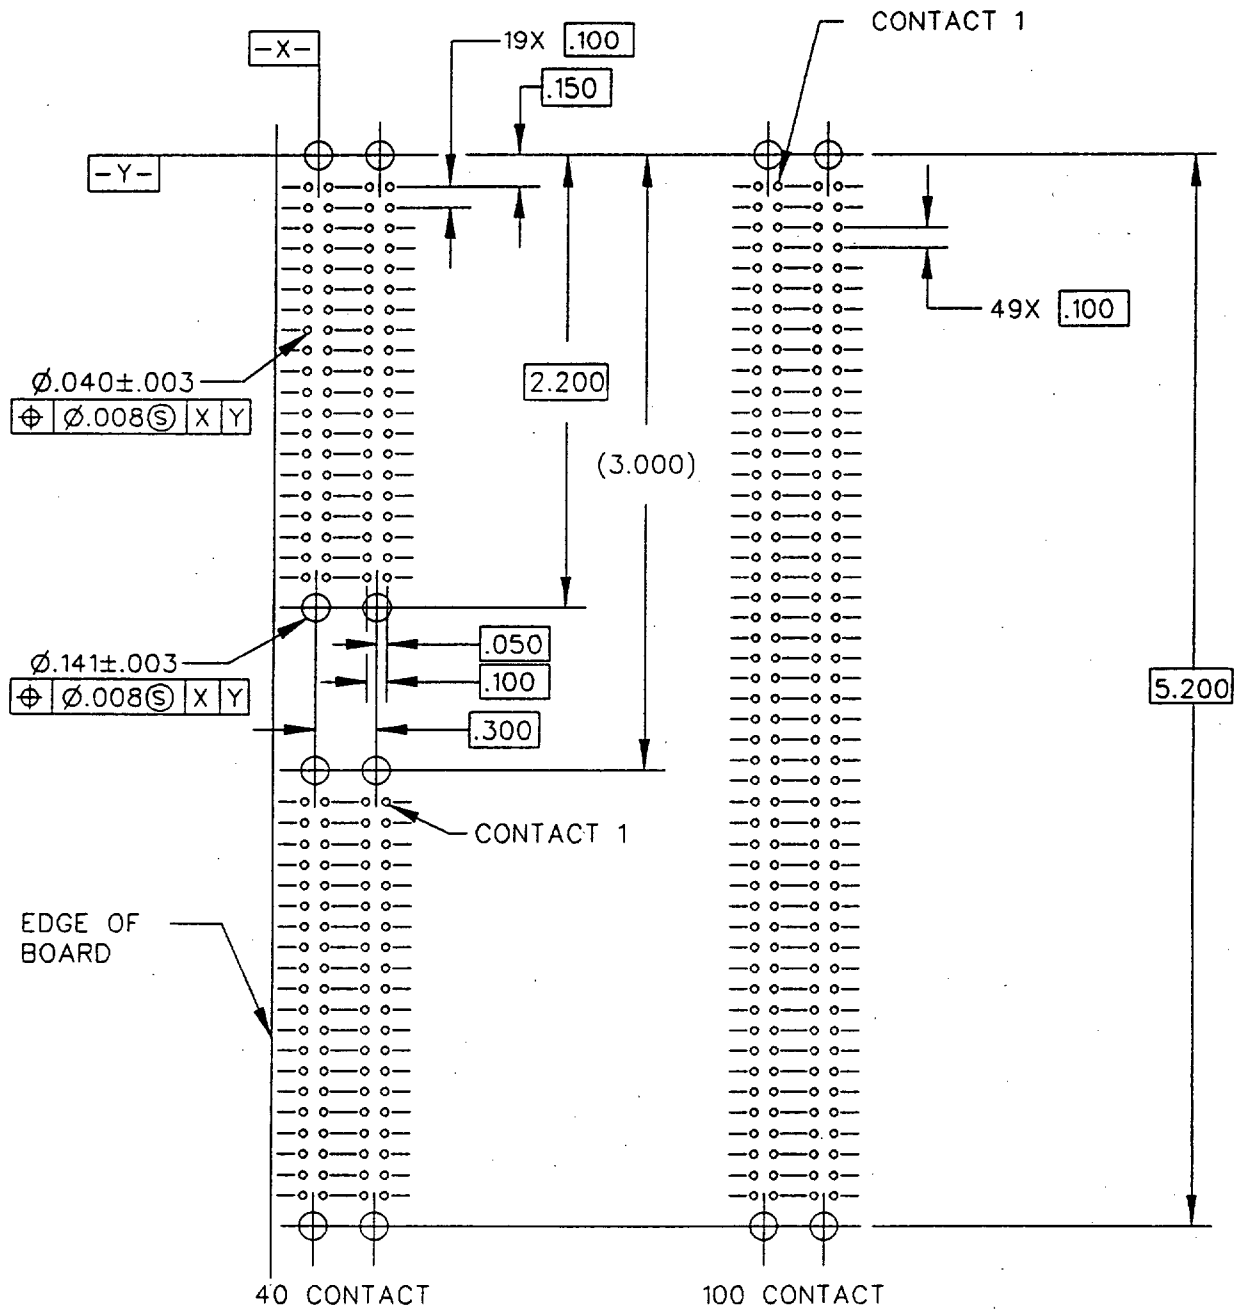 CONTACT 1
-X-
19X .100
.150
-Y-
49X .100
Ø.040±.003
⌖ Ø.008Ⓢ X Y
2.200
(3.000)
Ø.141±.003
⌖ Ø.008Ⓢ X Y
.050
.100
.300
5.200
CONTACT 1
EDGE OF
BOARD
40 CONTACT
100 CONTACT